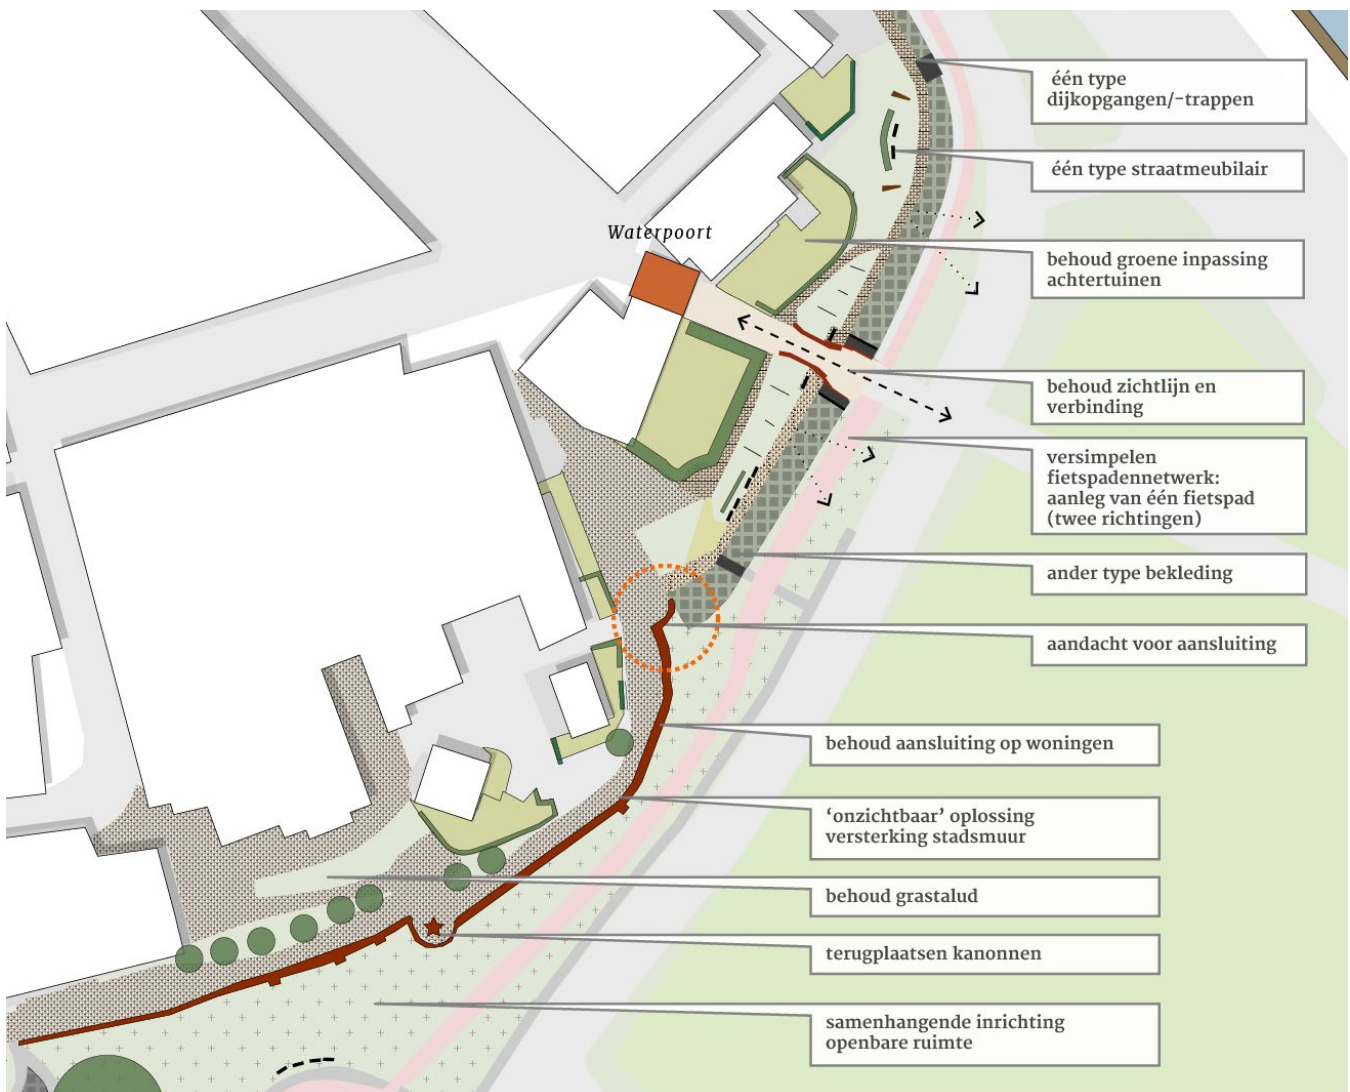 één type
dijkopgangen/-trappen
één type straatmeubilair
Waterpoort
behoud groene inpassing
achtertuinen
behoud zichtlijn en
verbinding
versimpelen
fietspadennetwerk:
aanleg van één fietspad
(twee richtingen)
ander type bekleding
aandacht voor aansluiting
behoud aansluiting op woningen
‘onzichtbaar’ oplossing
versterking stadsmuur
behoud grastalud
terugplaatsen kanonnen
samenhangende inrichting
openbare ruimte